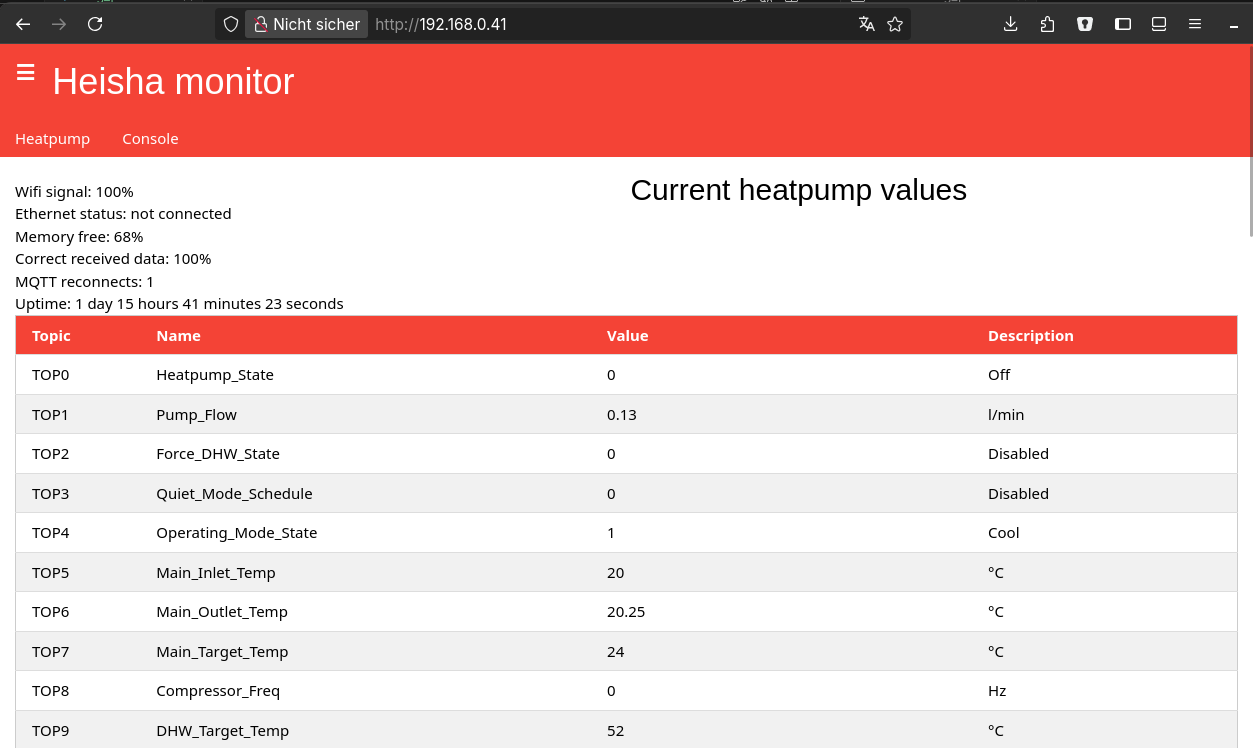 Nicht sicher http://192.168.0.41
Heisha monitor
Heatpump Console
Wifi signal: 100%
Ethernet status: not connected
Memory free: 68%
Correct received data: 100%
MQTT reconnects: 1
Uptime: 1 day 15 hours 41 minutes 23 seconds
Current heatpump values
Topic Name Value Description
TOP0 Heatpump_State 0 Off
TOP1 Pump_Flow 0.13 l/min
TOP2 Force_DHW_State 0 Disabled
TOP3 Quiet_Mode_Schedule 0 Disabled
TOP4 Operating_Mode_State 1 Cool
TOP5 Main_Inlet_Temp 20 °C
TOP6 Main_Outlet_Temp 20.25 °C
TOP7 Main_Target_Temp 24 °C
TOP8 Compressor_Freq 0 Hz
TOP9 DHW_Target_Temp 52 °C